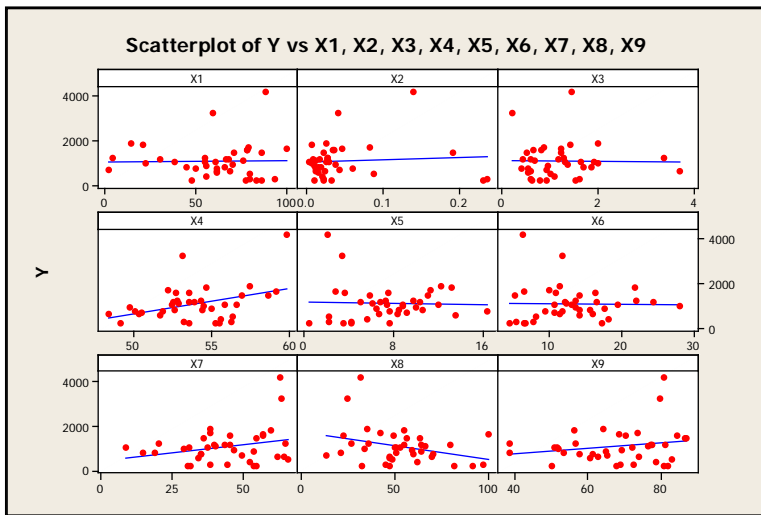 Scatterplot of Y vs X1, X2, X3, X4, X5, X6, X7, X8, X9
X1 X2 X3
4000
2000
0
0 50 100 0.0 0.1 0.2 0 2 4
X4 X5 X6
4000
2000
0
50 55 60 0 8 16 10 20 30
Y
X7 X8 X9
4000
2000
0
0 25 50 0 50 100 40 60 80